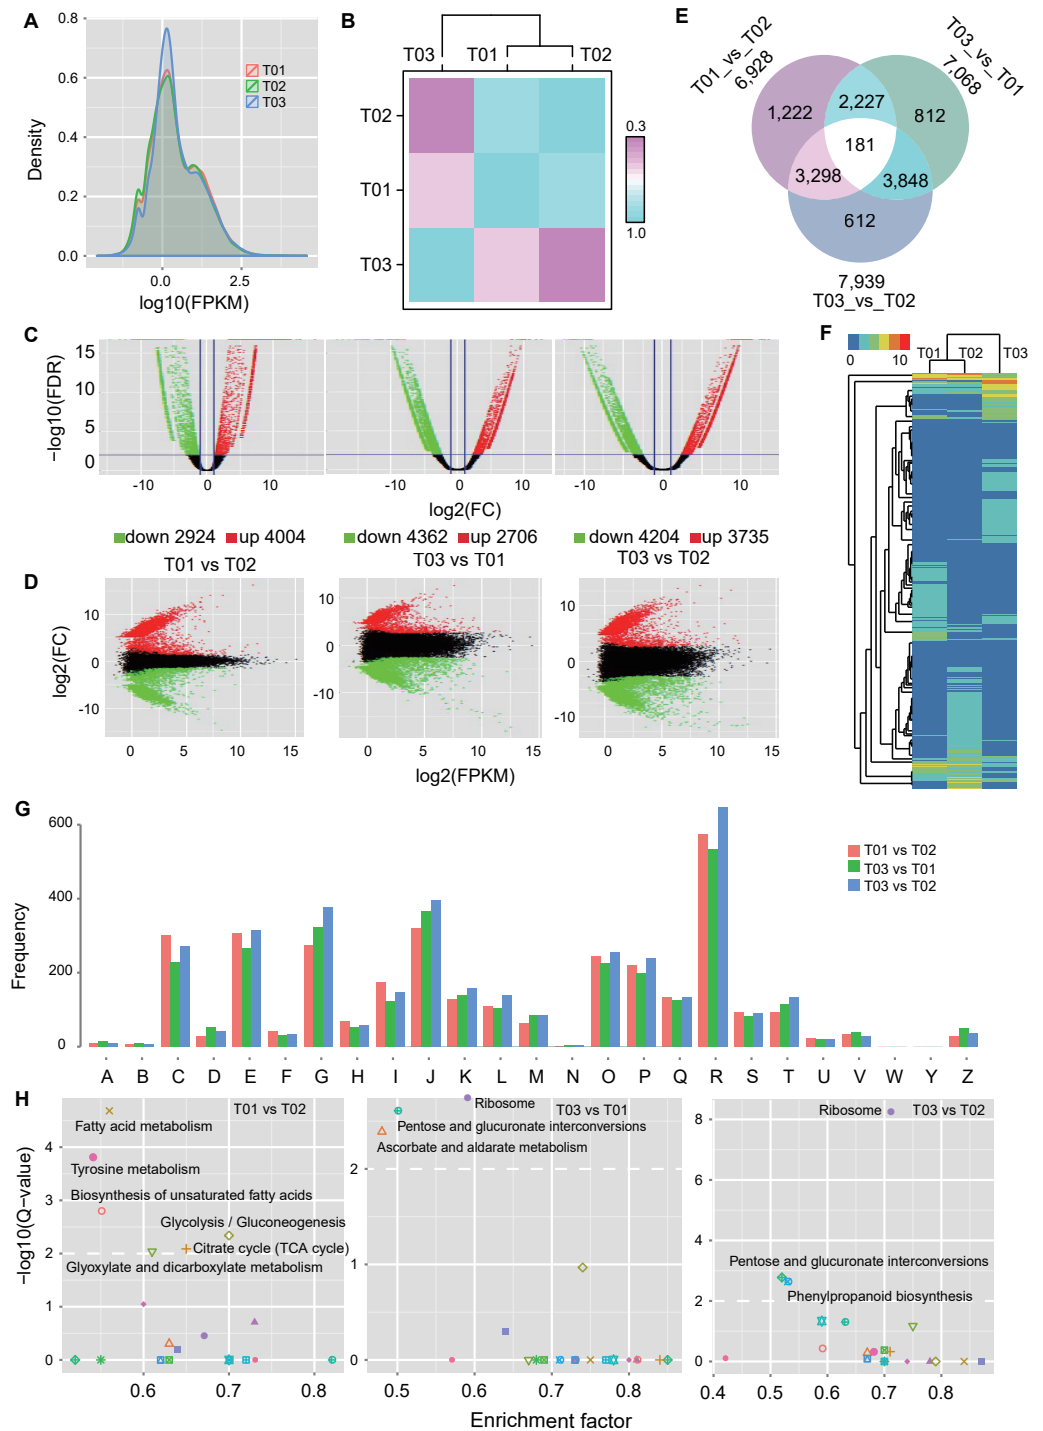 A
0.8
0.6
0.4
0.2
0.0
Density
T01
T02
T03
0.0 2.5
log10(FPKM)
B
T03 T01 T02
T02
T01
T03
0.3
1.0
E
T01_vs_T02
6,928
T03_vs_T01
7,068
1,222 2,227 812
181
3,298 3,848
612
7,939
T03_vs_T02
C
−log10(FDR)
15
10
5
0
-10 0 10
-10 0 10
-10 0 10
log2(FC)
down 2924 up 4004
down 4362 up 2706
down 4204 up 3735
T01 vs T02
T03 vs T01
T03 vs T02
D
log2(FC)
10
0
-10
0 5 10 15
10
0
-10
0 5 10 15
10
0
-10
0 5 10 15
log2(FPKM)
F
0 10
T01 T02 T03
G
Frequency
600
400
200
0
T01 vs T02
T03 vs T01
T03 vs T02
A B C D E F G H I J K L M N O P Q R S T U V W Y Z
H
−log10(Q−value)
T01 vs T02
Fatty acid metabolism
Tyrosine metabolism
Biosynthesis of unsaturated fatty acids
Glycolysis / Gluconeogenesis
Citrate cycle (TCA cycle)
Glyoxylate and dicarboxylate metabolism
4
3
2
1
0
0.6 0.7 0.8
Ribosome
T03 vs T01
Pentose and glucuronate interconversions
Ascorbate and aldarate metabolism
2
1
0
0.5 0.6 0.7 0.8
Ribosome T03 vs T02
Pentose and glucuronate interconversions
Phenylpropanoid biosynthesis
8
6
4
2
0
0.4 0.5 0.6 0.7 0.8
Enrichment factor